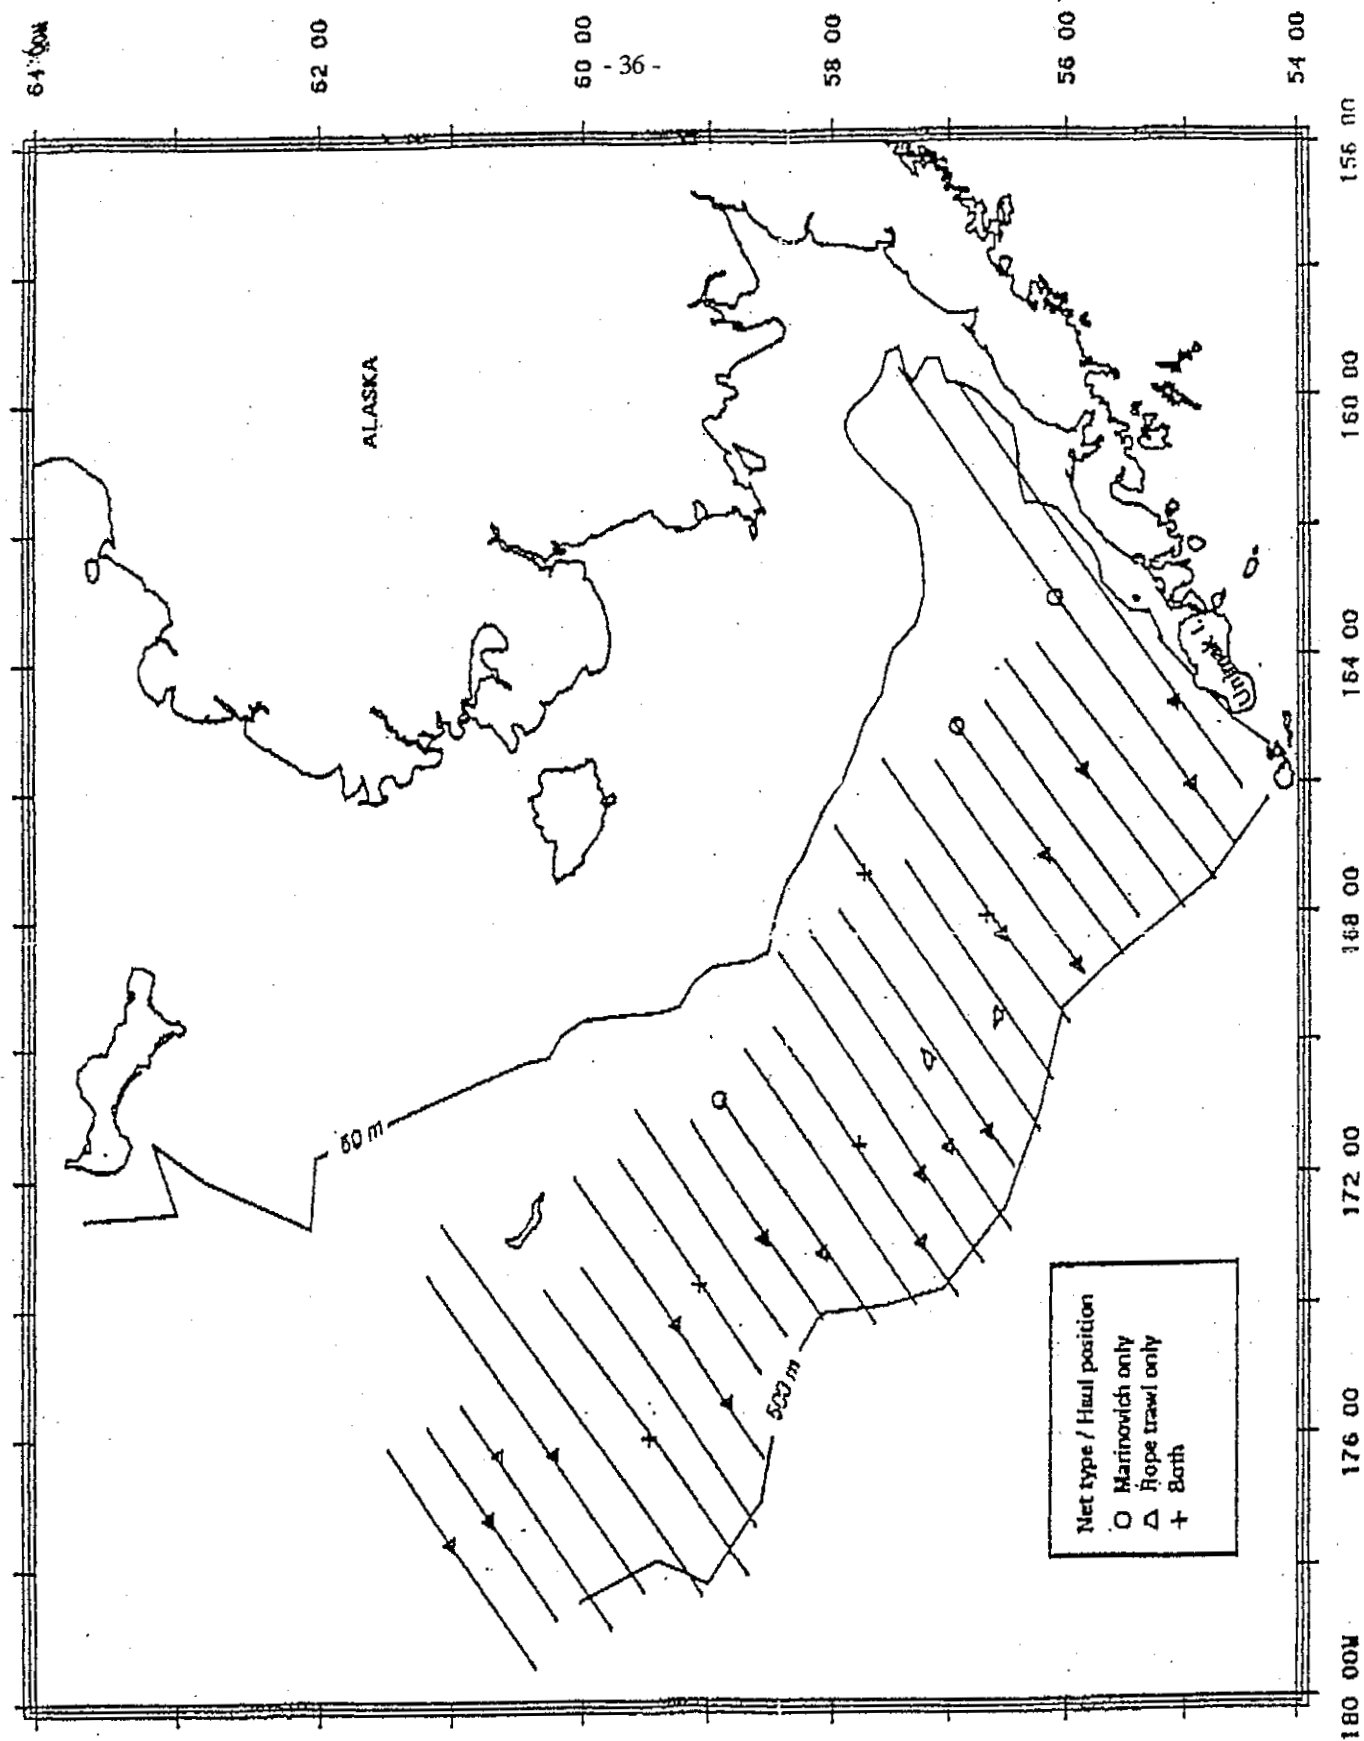 - 36 -
64 00N
62 00
60 00
58 00
56 00
54 00
ALASKA
60 m
500 m
Unimak I.
Net type / Haul position
Marinovich only
Rope trawl only
Both
180 00W
176 00
172 00
168 00
164 00
160 00
156 00